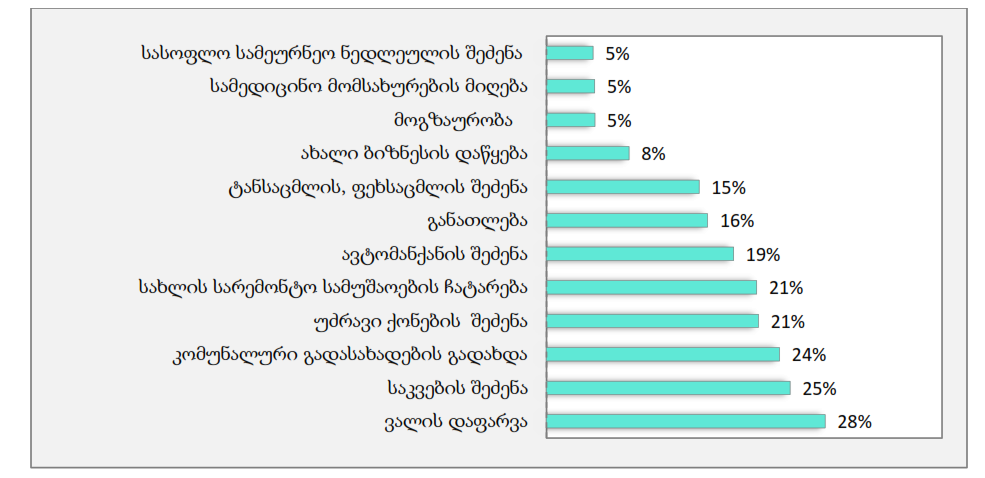 სასოფლო სამეურნეო ნედლეულის შეძენა 5%
სამედიცინო მომსახურების მიღება 5%
მოგზაურობა 5%
ახალი ბიზნესის დაწყება 8%
ტანსაცმლის, ფეხსაცმლის შეძენა 15%
განათლება 16%
ავტომანქანის შეძენა 19%
სახლის სარემონტო სამუშაოების ჩატარება 21%
უძრავი ქონების შეძენა 21%
კომუნალური გადასახადების გადახდა 24%
საკვების შეძენა 25%
ვალის დაფარვა 28%